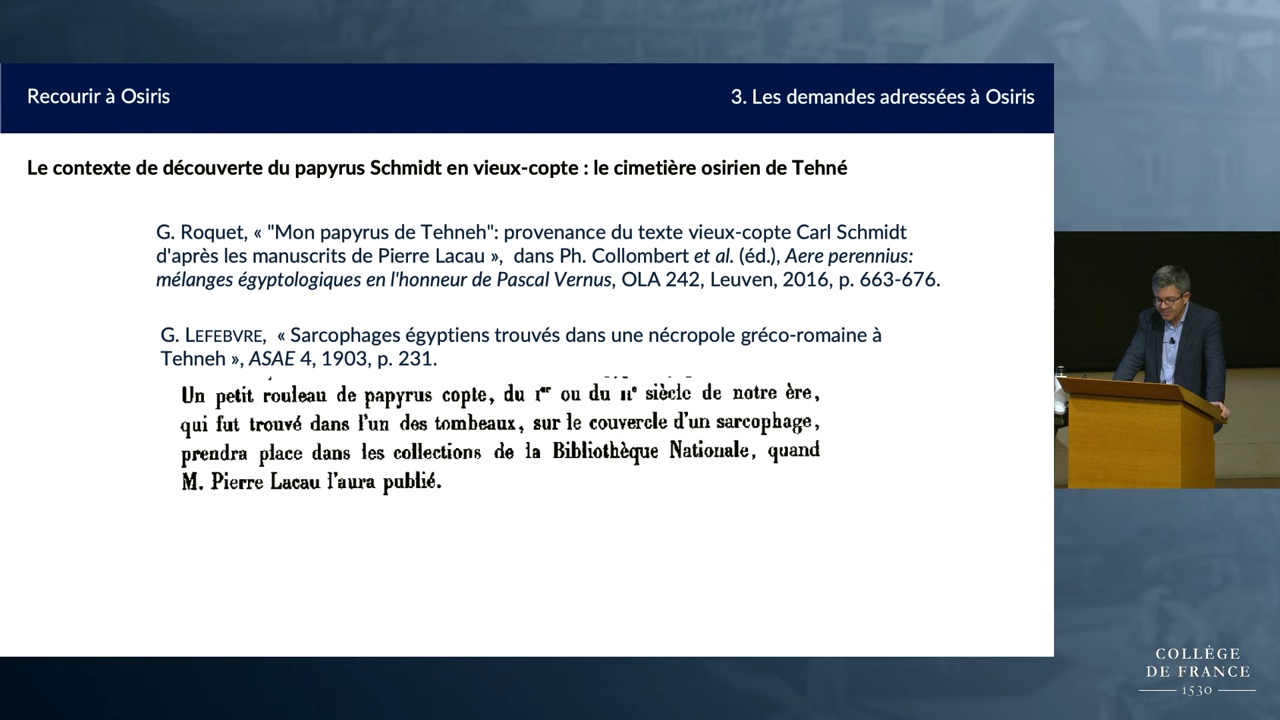 Recourir à Osiris
3. Les demandes adressées à Osiris
Le contexte de découverte du papyrus Schmidt en vieux-copte : le cimetière osirien de Tehné
G. Roquet, « "Mon papyrus de Tehneh": provenance du texte vieux-copte Carl Schmidt
d'après les manuscrits de Pierre Lacau », dans Ph. Collombert et al. (éd.), Aere perennius:
mélanges égyptologiques en l'honneur de Pascal Vernus, OLA 242, Leuven, 2016, p. 663-676.
G. LEFEBVRE, « Sarcophages égyptiens trouvés dans une nécropole gréco-romaine à
Tehneh », ASAE 4, 1903, p. 231.
Un petit rouleau de papyrus copte, du Iᵉʳ ou du IIᵉ siècle de notre ère,
qui fut trouvé dans l'un des tombeaux, sur le couvercle d'un sarcophage,
prendra place dans les collections de la Bibliothèque Nationale, quand
M. Pierre Lacau l'aura publié.
COLLÈGE
DE FRANCE
1530